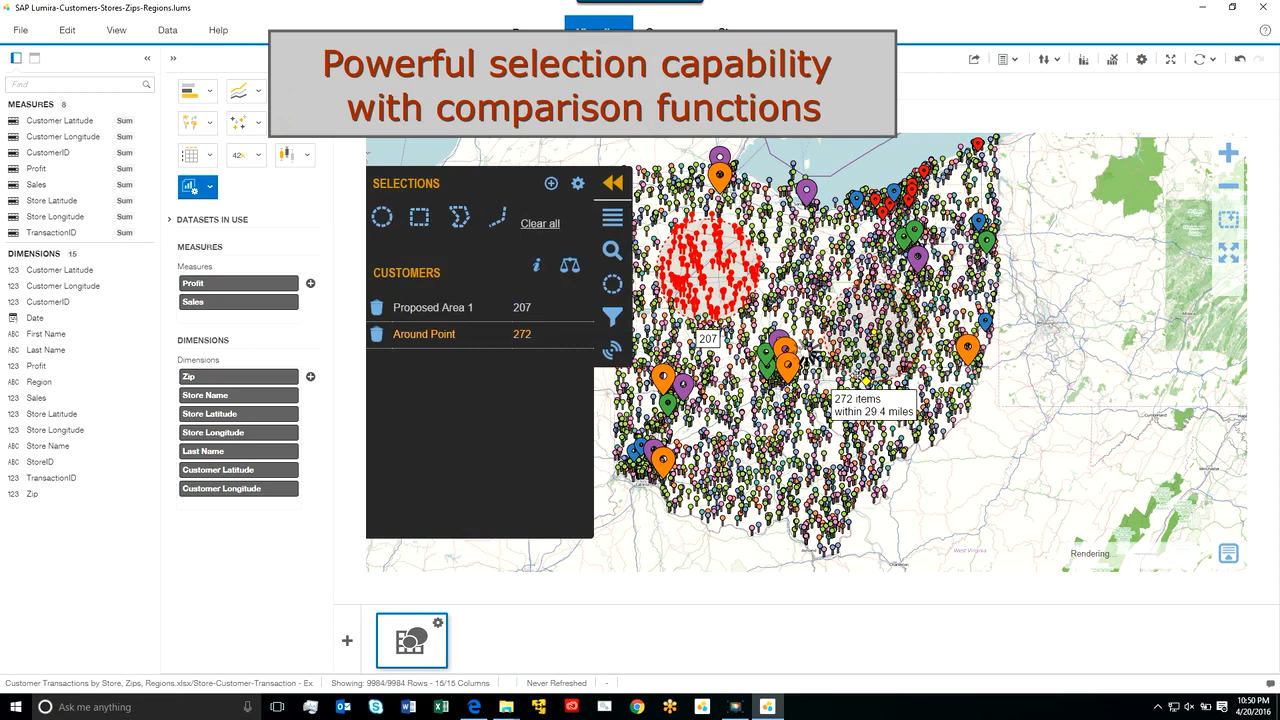 SAP Lumira-Customers-Stores-Zips-Regions.lums
File Edit View Data Help
Powerful selection capability
with comparison functions
Find
MEASURES 8
Customer Latitude Sum
Customer Longitude Sum
CustomerID Sum
Profit Sum
Sales Sum
Store Latitude Sum
Store Longitude Sum
TransactionID Sum
DIMENSIONS 15
123 Customer Latitude
123 Customer Longitude
123 CustomerID
Date
ABC First Name
ABC Last Name
123 Profit
ABC Region
123 Sales
123 Store Latitude
123 Store Longitude
ABC Store Name
ABC StoreID
123 TransactionID
123 Zip
42K
DATASETS IN USE
MEASURES
Measures
Profit
Sales
DIMENSIONS
Dimensions
Zip
Store Name
Store Latitude
Store Longitude
Last Name
Customer Latitude
Customer Longitude
SELECTIONS
Clear all
CUSTOMERS
Proposed Area 1 207
Around Point 272
207
272 items
within 29.4 miles
West Virginia
Rendering
Customer Transactions by Store, Zips, Regions.xlsx/Store-Customer-Transaction - Ex Showing: 9984/9984 Rows - 15/15 Columns Never Refreshed -
Ask me anything
10:50 PM
4/20/2016